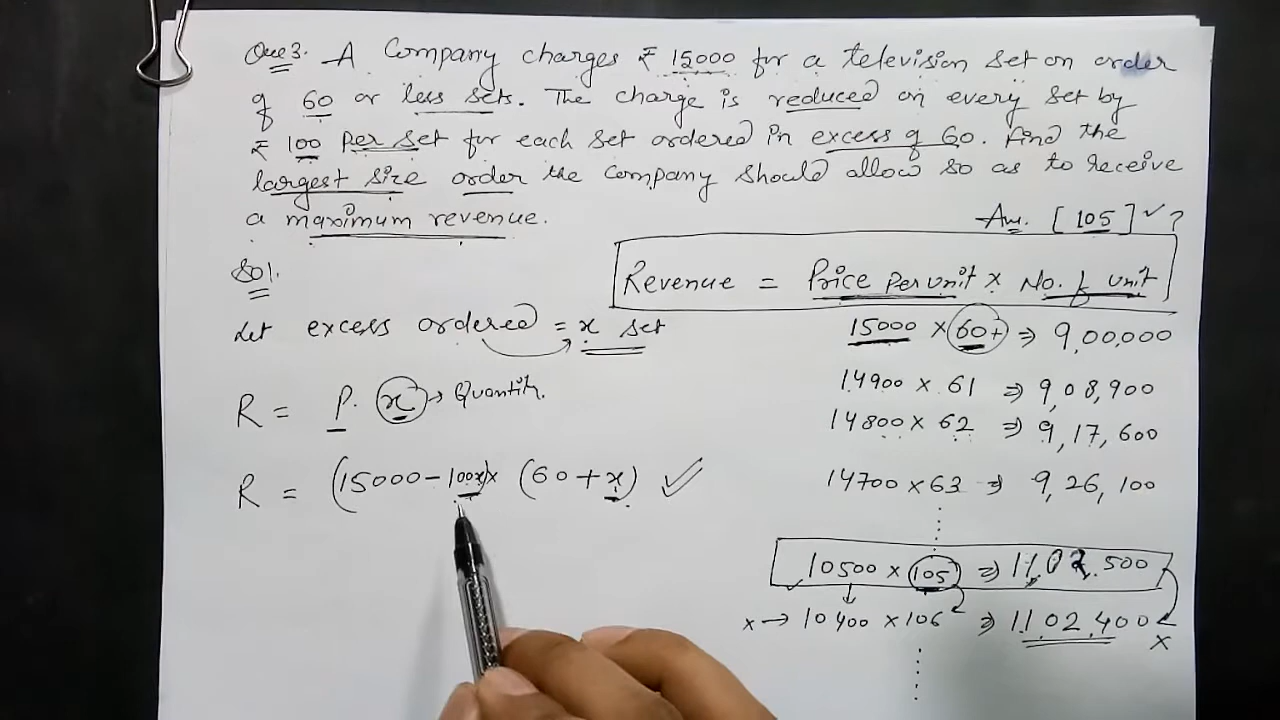 Que 3. A Company charges ₹ 15000 for a television set on order
of 60 or less sets. The charge is reduced on every set by
₹ 100 per set for each set ordered in excess of 60. Find the
largest size order the company should allow so as to receive
a maximum revenue.
Ans. [105] ✓ ?
Sol.
Revenue = Price per unit × No. of unit
Let excess ordered = x set
15000 × 60+ ⇒ 9,00,000
R = P. x → Quantity.
14900 × 61 ⇒ 9,08,900
14800 × 62 ⇒ 9,17,600
R = (15000 - 100x) × (60 + x) ✓
14700 × 63 ⇒ 9,26,100
10500 × 105 ⇒ 11,02,500
x → 10400 × 106 ⇒ 11,02,400
x